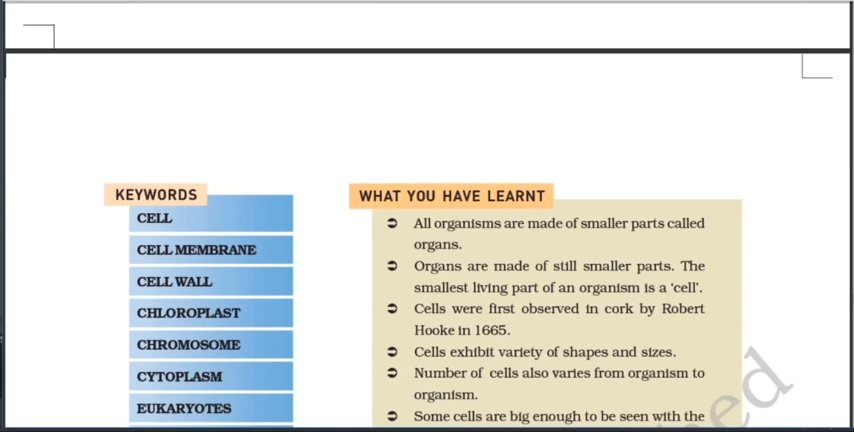 KEYWORDS
CELL
CELL MEMBRANE
CELL WALL
CHLOROPLAST
CHROMOSOME
CYTOPLASM
EUKARYOTES
WHAT YOU HAVE LEARNT
➲ All organisms are made of smaller parts called
organs.
➲ Organs are made of still smaller parts. The
smallest living part of an organism is a ‘cell’.
➲ Cells were first observed in cork by Robert
Hooke in 1665.
➲ Cells exhibit variety of shapes and sizes.
➲ Number of cells also varies from organism to
organism.
➲ Some cells are big enough to be seen with the